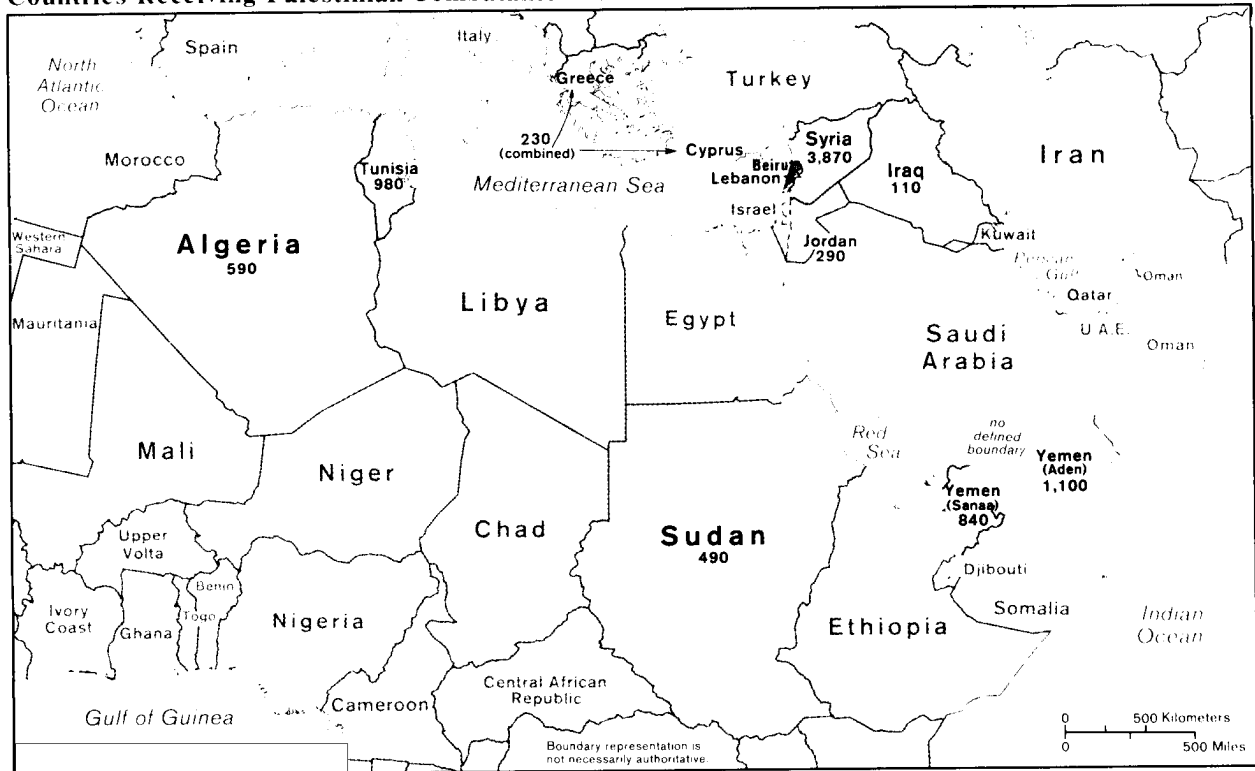 Countries Receiving Palestinian Combatants
North
Atlantic
Ocean
Spain
Italy
Greece
Turkey
230
(combined)
Cyprus
Syria
3,870
Iran
Morocco
Tunisia
980
Mediterranean Sea
Beirut
Lebanon
Iraq
110
Israel
Western
Sahara
Algeria
590
Jordan
290
Kuwait
Persian
Gulf
Oman
Qatar
Mauritania
Libya
Egypt
U.A.E.
Saudi
Arabia
Oman
Mali
Niger
Red
Sea
no
defined
boundary
Yemen
(Aden)
1,100
Yemen
(Sanaa)
840
Upper
Volta
Chad
Sudan
490
Benin
Djibouti
Ivory
Coast
Ghana
Togo
Nigeria
Somalia
Ethiopia
Indian
Ocean
Central African
Republic
Cameroon
Gulf of Guinea
0 500 Kilometers
0 500 Miles
Boundary representation is
not necessarily authoritative.